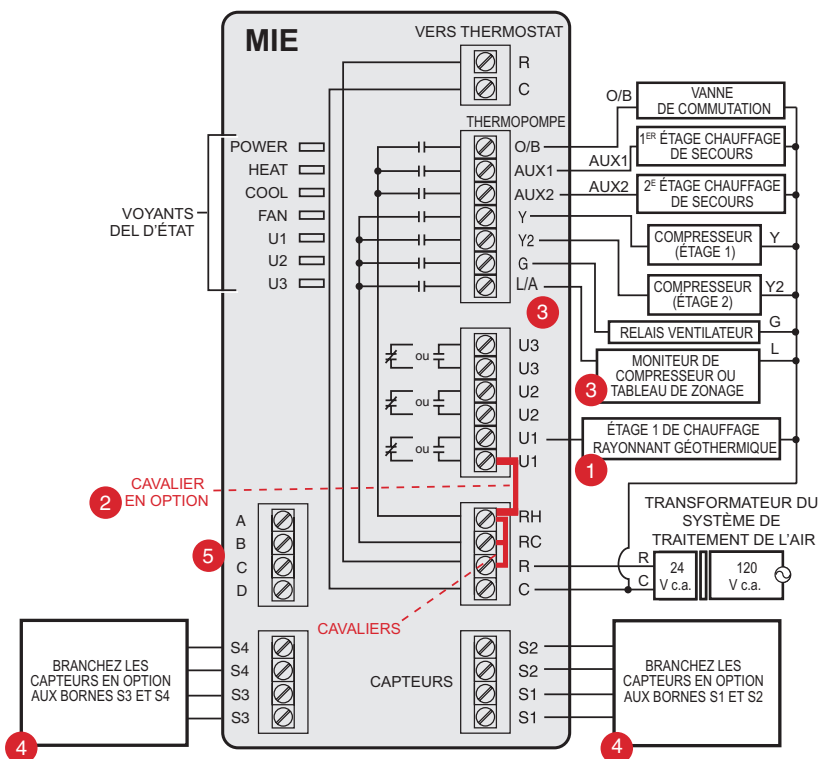 MIE
VERS THERMOSTAT
R
C
THERMOPOMPE
O/B
AUX1
AUX2
Y
Y2
G
L/A
3
POWER
HEAT
COOL
FAN
U1
U2
U3
VOYANTS
DEL D'ÉTAT
O/B
VANNE
DE COMMUTATION
AUX1
1ER ÉTAGE CHAUFFAGE
DE SECOURS
AUX2
2E ÉTAGE CHAUFFAGE
DE SECOURS
COMPRESSEUR
(ÉTAGE 1)
Y
COMPRESSEUR
(ÉTAGE 2)
Y2
RELAIS VENTILATEUR
G
MONITEUR DE
COMPRESSEUR OU
TABLEAU DE ZONAGE
L
3
ou
ou
ou
U3
U3
U2
U2
U1
U1
ÉTAGE 1 DE CHAUFFAGE
RAYONNANT GÉOTHERMIQUE
1
2
CAVALIER
EN OPTION
RH
RC
R
C
CAVALIERS
TRANSFORMATEUR DU
SYSTÈME DE
TRAITEMENT DE L'AIR
R
C
24
V c.a.
120
V c.a.
5
A
B
C
D
S4
S4
S3
S3
CAPTEURS
S2
S2
S1
S1
BRANCHEZ LES
CAPTEURS EN OPTION
AUX BORNES S3 ET S4
4
BRANCHEZ LES
CAPTEURS EN OPTION
AUX BORNES S1 ET S2
4